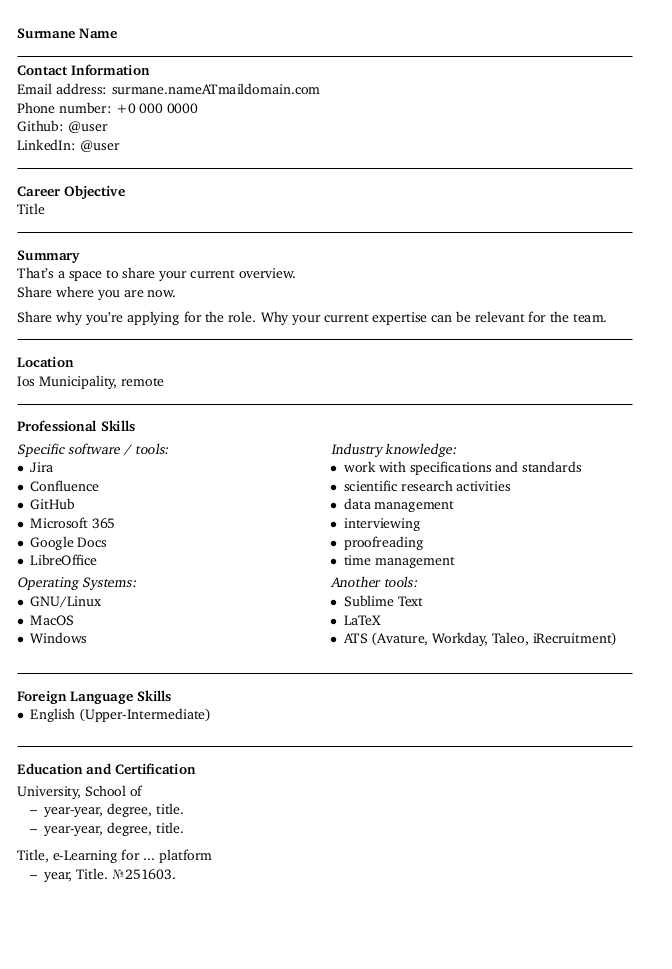 Surmane Name
Contact Information
Email address: surmane.nameATmaildomain.com
Phone number: +0 000 0000
Github: @user
LinkedIn: @user
Career Objective
Title
Summary
That's a space to share your current overview.
Share where you are now.
Share why you're applying for the role. Why your current expertise can be relevant for the team.
Location
Ios Municipality, remote
Professional Skills
Specific software / tools:
• Jira
• Confluence
• GitHub
• Microsoft 365
• Google Docs
• LibreOffice
Operating Systems:
• GNU/Linux
• MacOS
• Windows
Industry knowledge:
• work with specifications and standards
• scientific research activities
• data management
• interviewing
• proofreading
• time management
Another tools:
• Sublime Text
• LaTeX
• ATS (Avature, Workday, Taleo, iRecruitment)
Foreign Language Skills
• English (Upper-Intermediate)
Education and Certification
University, School of
– year-year, degree, title.
– year-year, degree, title.
Title, e-Learning for ... platform
– year, Title. №251603.